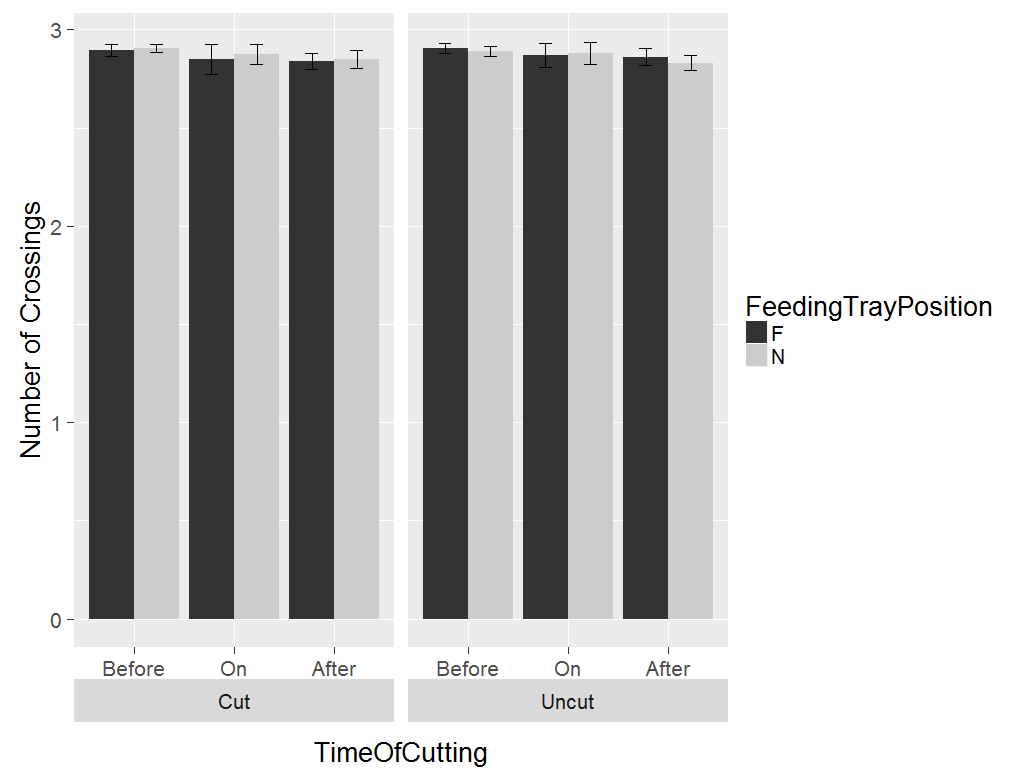 3
2
1
0
Number of Crossings
Before On After
Before On After
Cut
Uncut
TimeOfCutting
FeedingTrayPosition
F
N